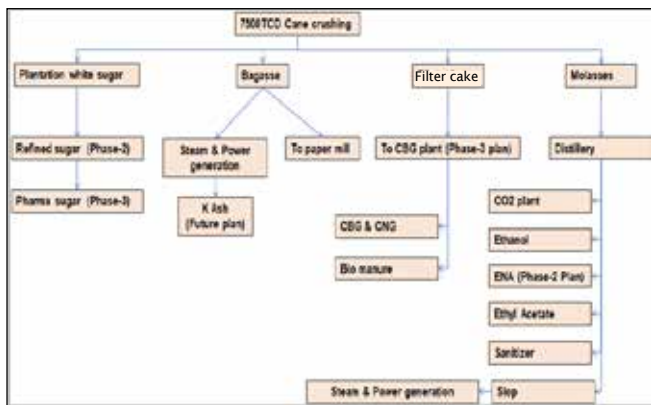 7500TCD Cane crushing
Plantation white sugar
Bagasse
Filter cake
Molasses
Refined sugar (Phase-2)
Steam & Power
generation
To paper mill
To CBG plant (Phase-3 plan)
Distillery
Pharma sugar (Phase-3)
K Ash
(Future plan)
CBG & CNG
Bio manure
CO2 plant
Ethanol
ENA (Phase-2 Plan)
Ethyl Acetate
Sanitizer
Steam & Power generation
Slop